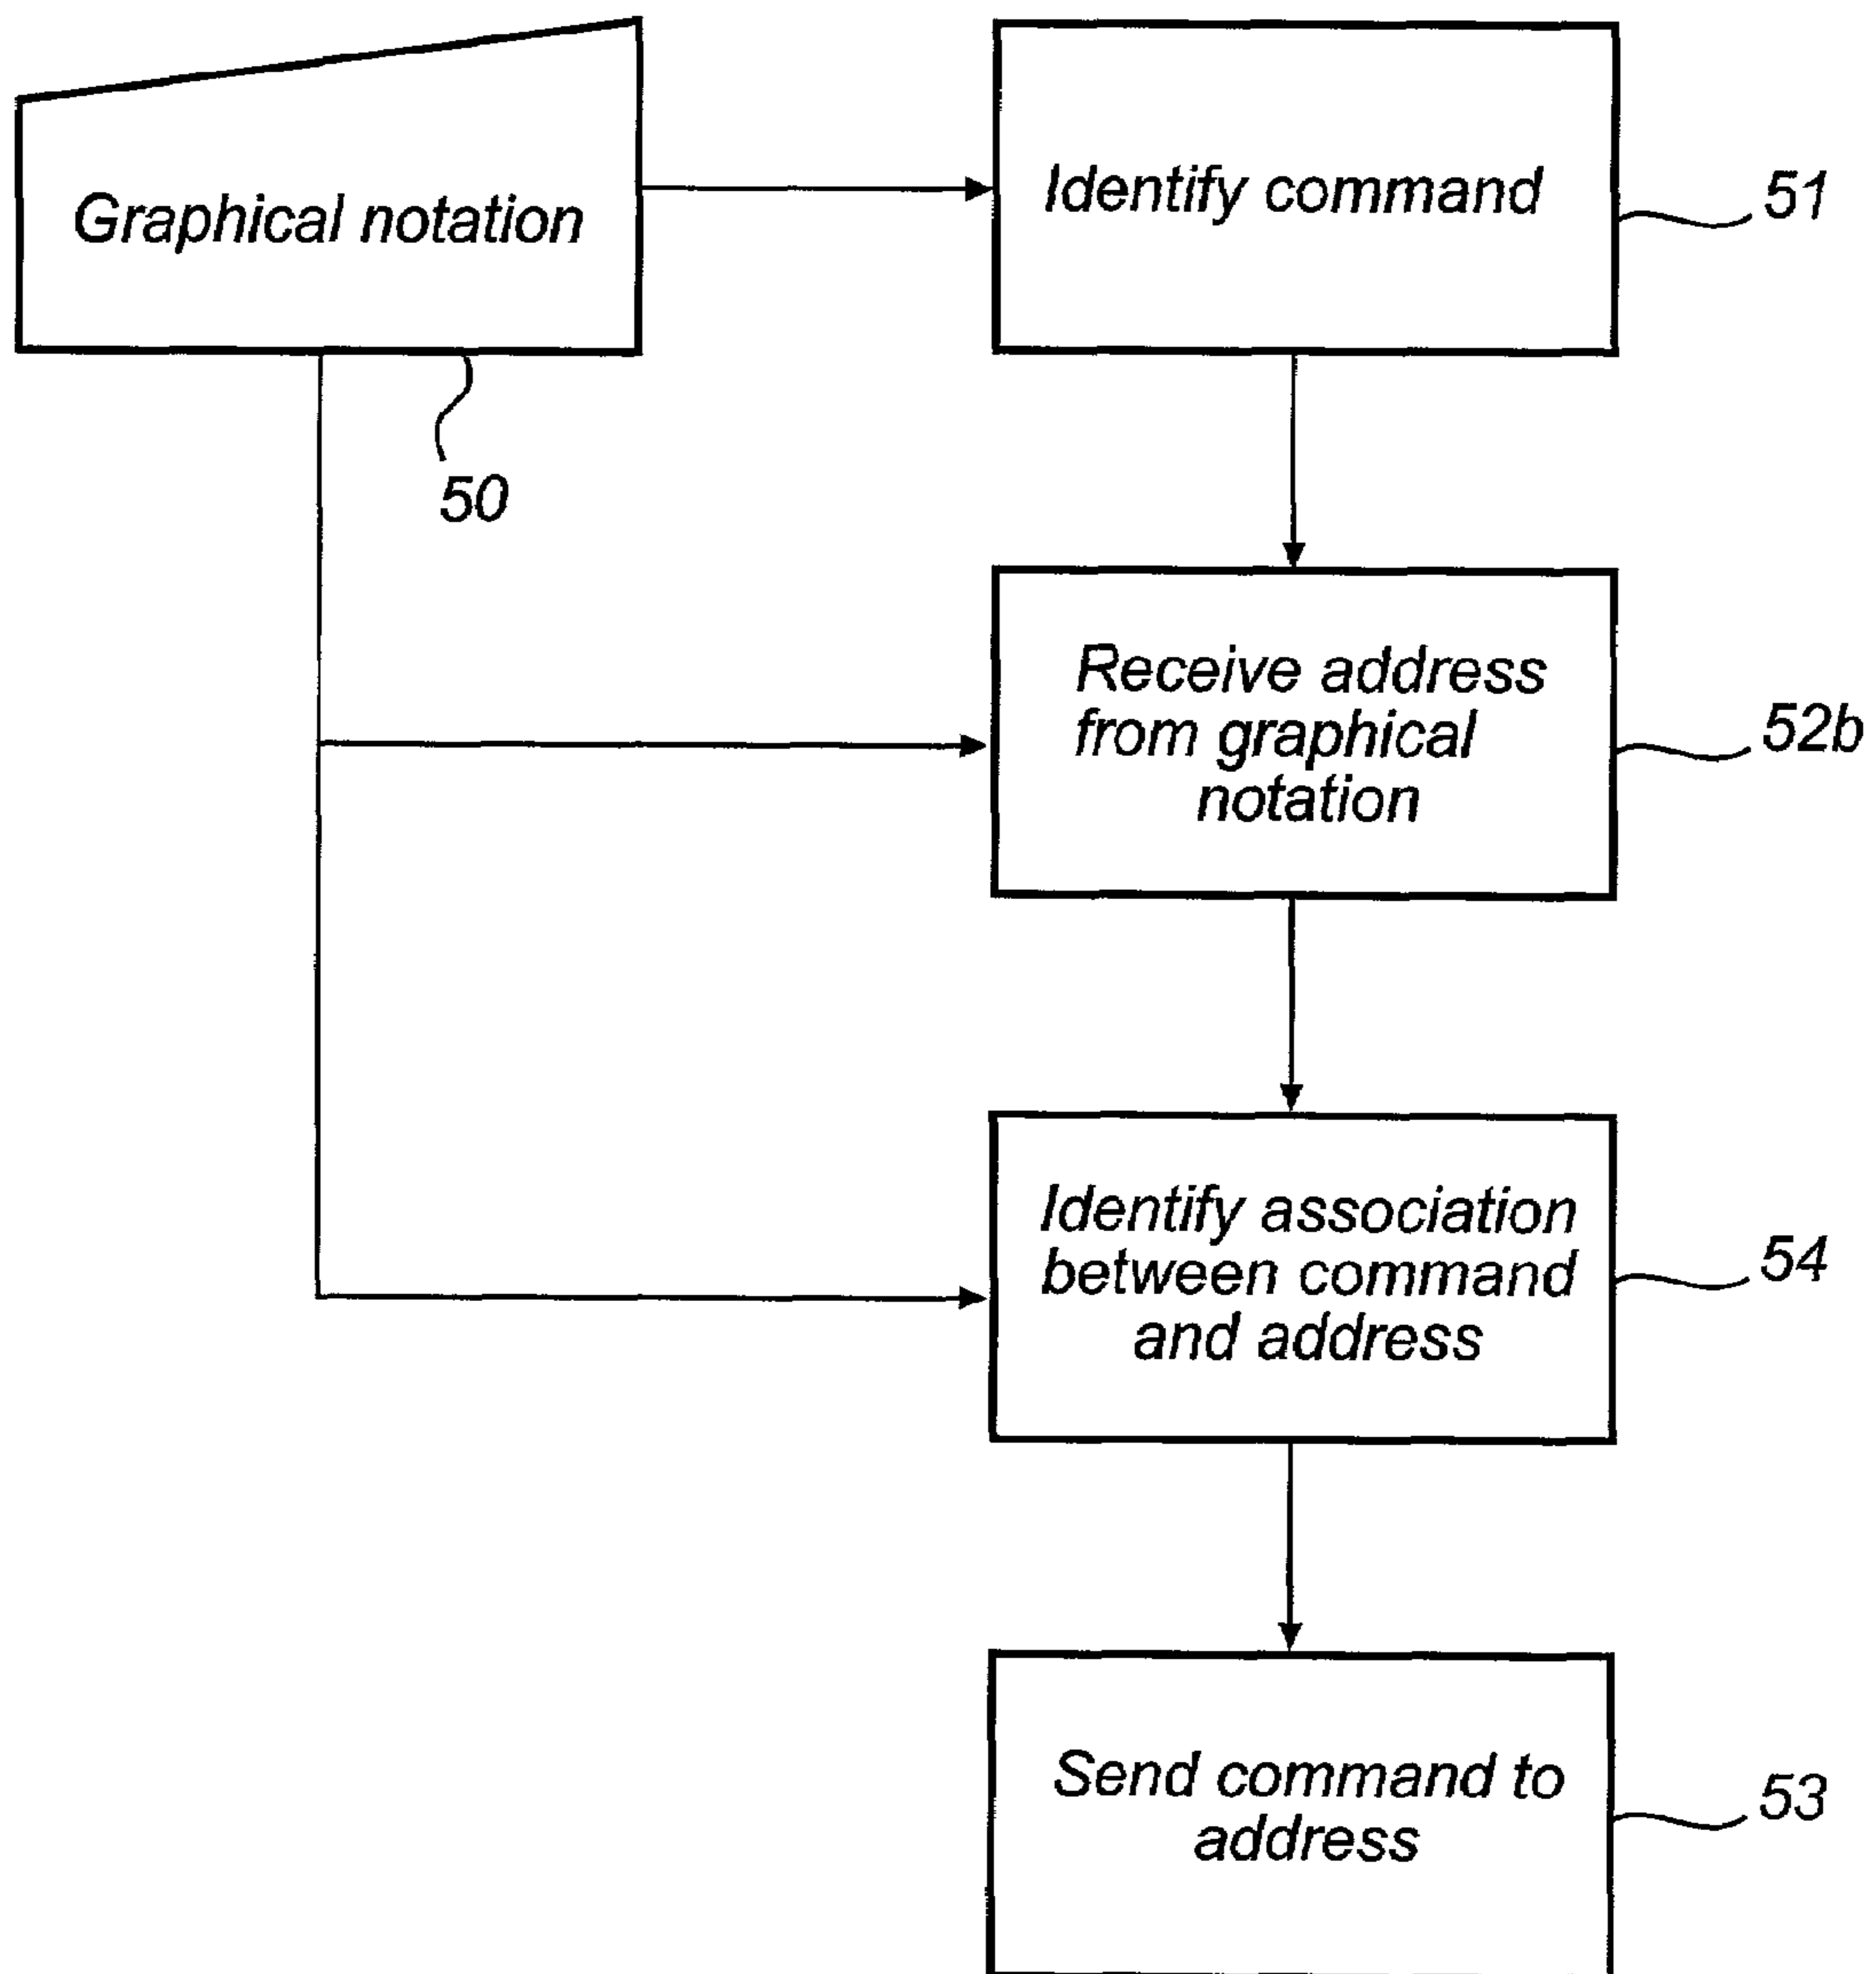 Graphical notation
50
Identify command
51
Receive address
from graphical
notation
52b
Identify association
between command
and address
54
Send command to
address
53